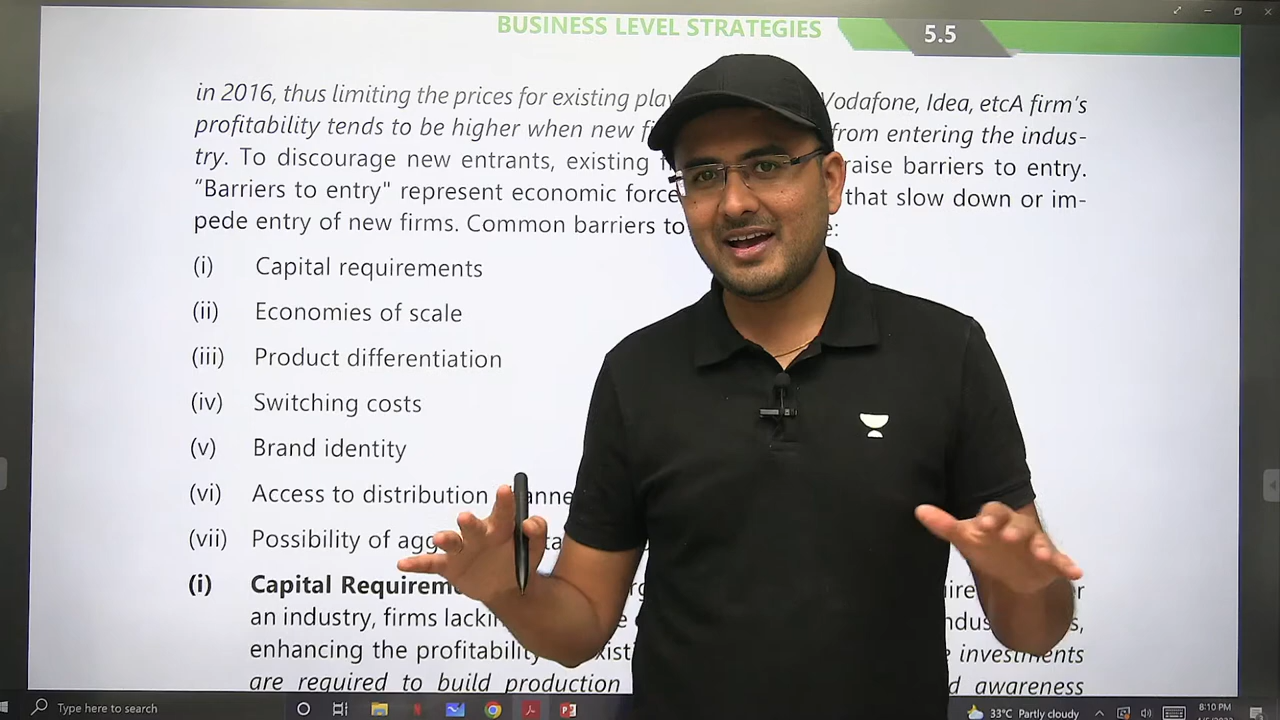 BUSINESS LEVEL STRATEGIES
5.5
in 2016, thus limiting the prices for existing Vodafone, Idea, etcA firm's
profitability tends to be higher when new from entering the indus-
try. To discourage new entrants, existing raise barriers to entry.
"Barriers to entry" represent economic that slow down or im-
pede entry of new firms. Common barriers to
(i) Capital requirements
(ii) Economies of scale
(iii) Product differentiation
(iv) Switching costs
(v) Brand identity
(vi) Access to distribution
(vii) Possibility of
(i) Capital
an industry, firms
enhancing the profitability investments
are required to build production awareness
Type here to search
33°C Partly cloudy
8:10 PM